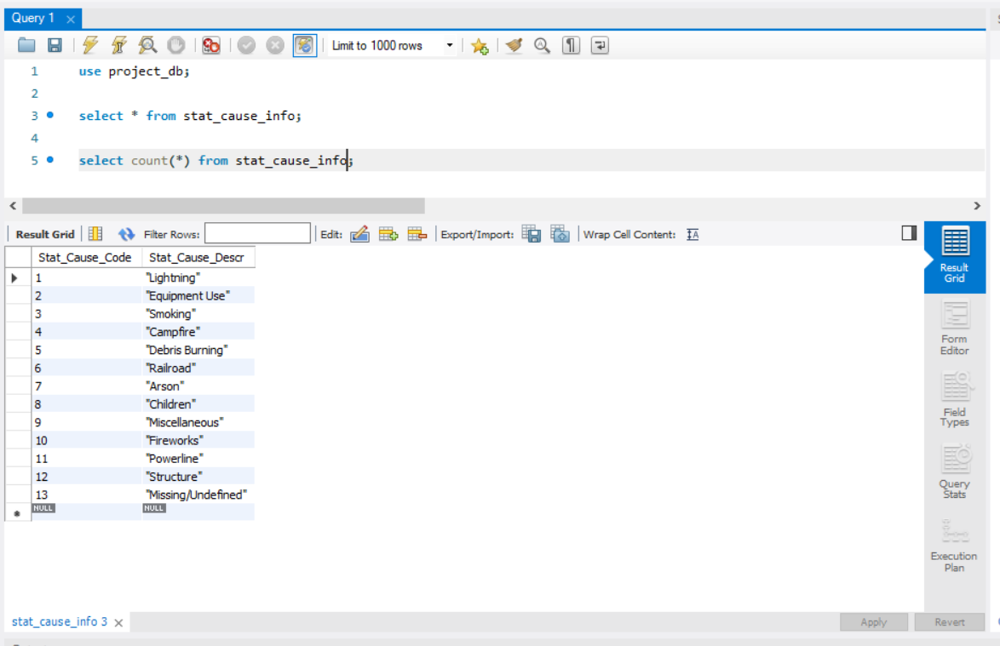 Query 1
Limit to 1000 rows
1 use project_db;
2
3 select * from stat_cause_info;
4
5 select count(*) from stat_cause_info;
Result Grid Filter Rows: Edit: Export/Import: Wrap Cell Content:
Stat_Cause_Code Stat_Cause_Descr
1 "Lightning"
2 "Equipment Use"
3 "Smoking"
4 "Campfire"
5 "Debris Burning"
6 "Railroad"
7 "Arson"
8 "Children"
9 "Miscellaneous"
10 "Fireworks"
11 "Powerline"
12 "Structure"
13 "Missing/Undefined"
NULL NULL
Result
Grid
Form
Editor
Field
Types
Query
Stats
Execution
Plan
stat_cause_info 3
Apply Revert